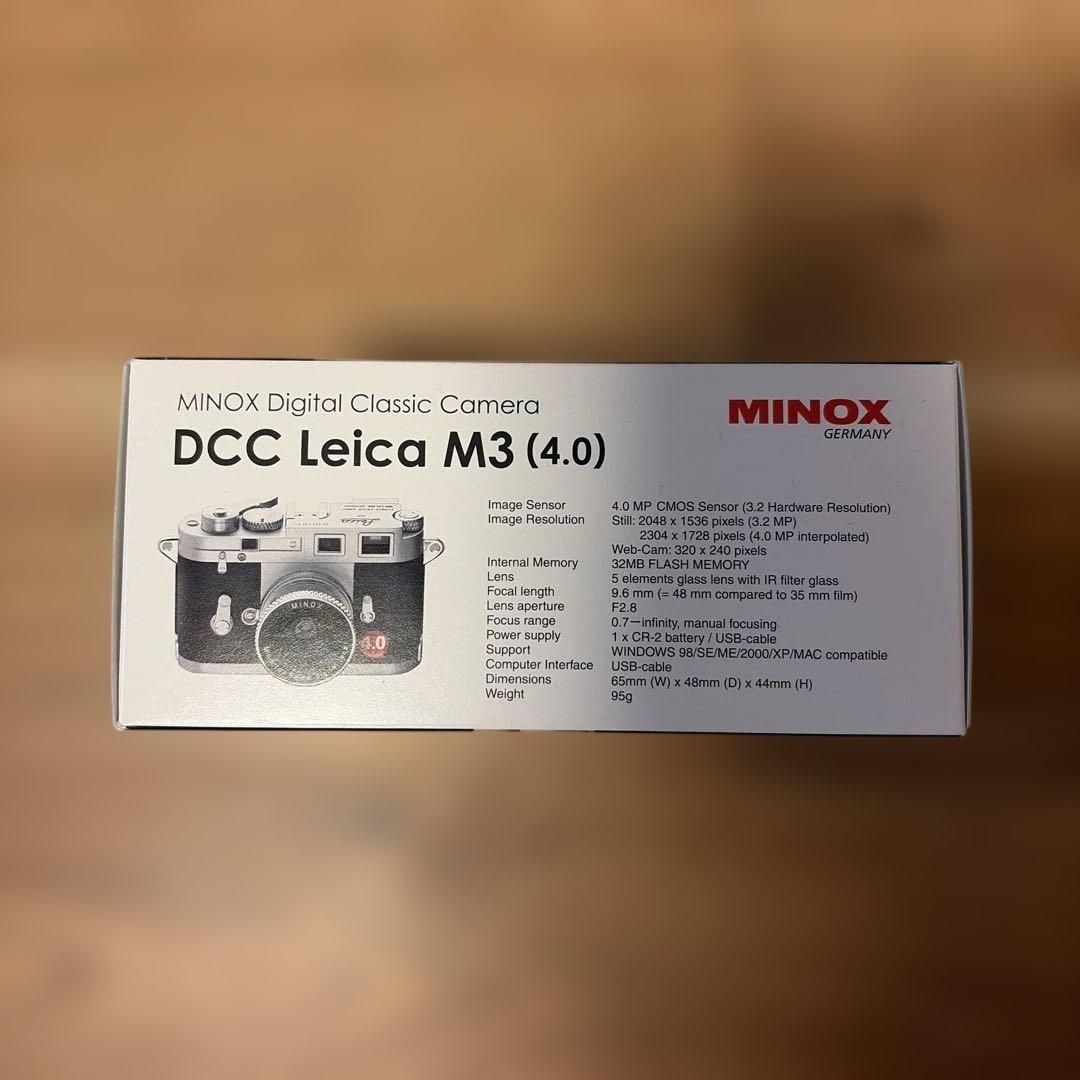 MINOX Digital Classic Camera
DCC Leica M3 (4.0)
MINOX
GERMANY
Image Sensor 4.0 MP CMOS Sensor (3.2 Hardware Resolution)
Image Resolution Still: 2048 x 1536 pixels (3.2 MP)
2304 x 1728 pixels (4.0 MP interpolated)
Web-Cam: 320 x 240 pixels
Internal Memory 32MB FLASH MEMORY
Lens 5 elements glass lens with IR filter glass
Focal length 9.6 mm (= 48 mm compared to 35 mm film)
Lens aperture F2.8
Focus range 0.7—infinity, manual focusing
Power supply 1 x CR-2 battery / USB-cable
Support WINDOWS 98/SE/ME/2000/XP/MAC compatible
Computer Interface USB-cable
Dimensions 65mm (W) x 48mm (D) x 44mm (H)
Weight 95g
Leica
MINOX
4.0